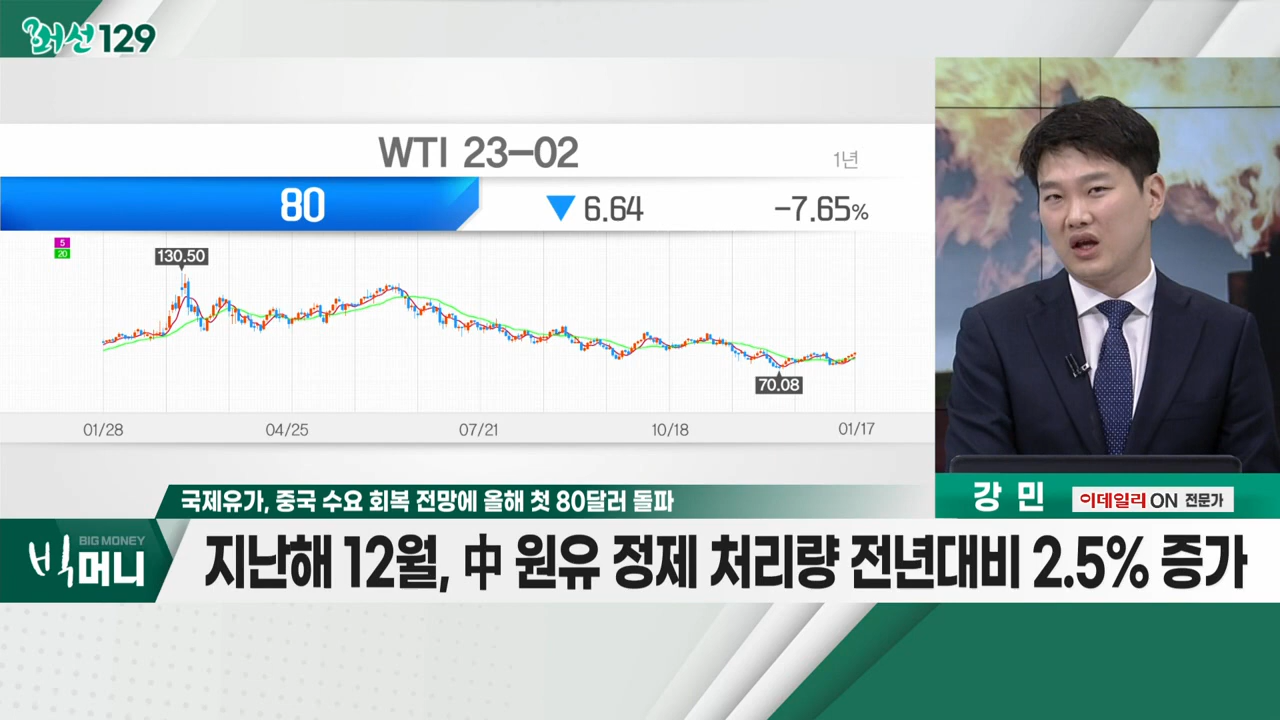 최선129
WTI 23-02
1년
80
▼ 6.64
-7.65%
5
20
130.50
70.08
01/28
04/25
07/21
10/18
01/17
강 민
이데일리ON 전문가
국제유가, 중국 수요 회복 전망에 올해 첫 80달러 돌파
BIG MONEY
빅머니
지난해 12월, 中 원유 정제 처리량 전년대비 2.5% 증가